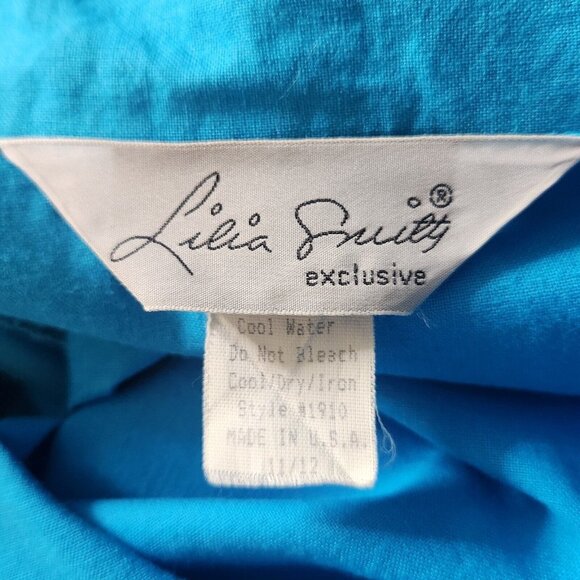 Lilia Smith®
exclusive
Cool Water
Do Not Bleach
Cool/Dry/Iron
Style #1910
MADE IN U.S.A.
11/12